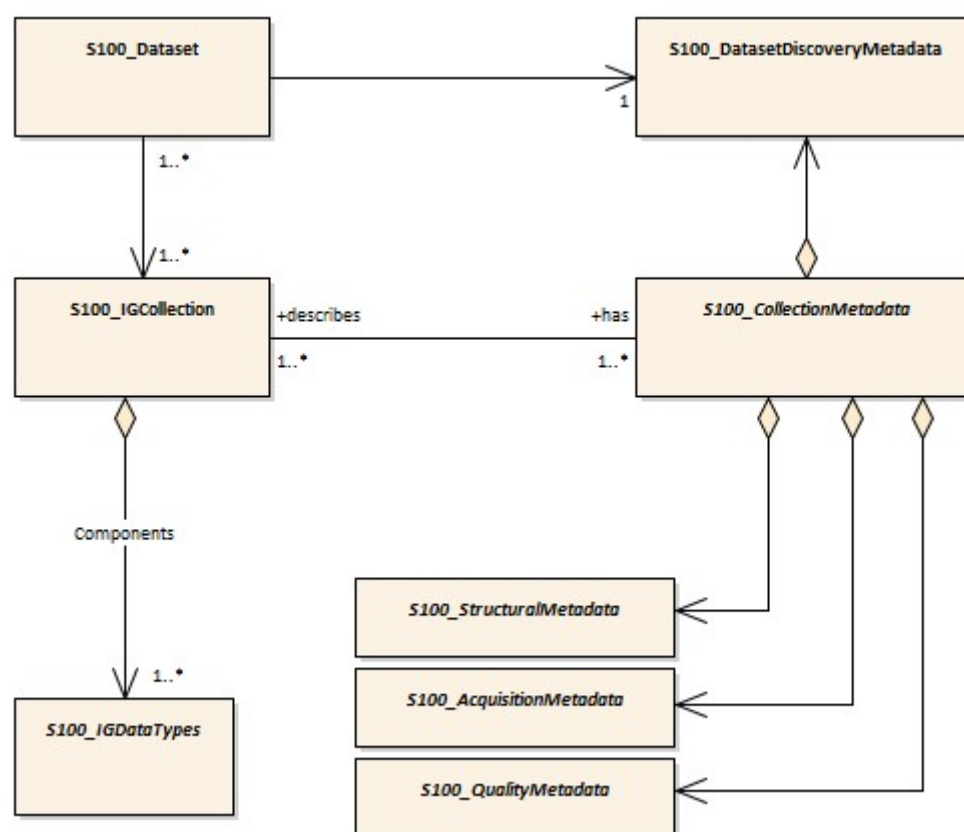 S100_Dataset
S100_DatasetDiscoveryMetadata
1
1..*
1..*
S100_IGCollection
+describes
+has
S100_CollectionMetadata
1..*
1..*
Components
S100_StructuralMetadata
1..*
S100_AcquisitionMetadata
S100_IGDataTypes
S100_QualityMetadata